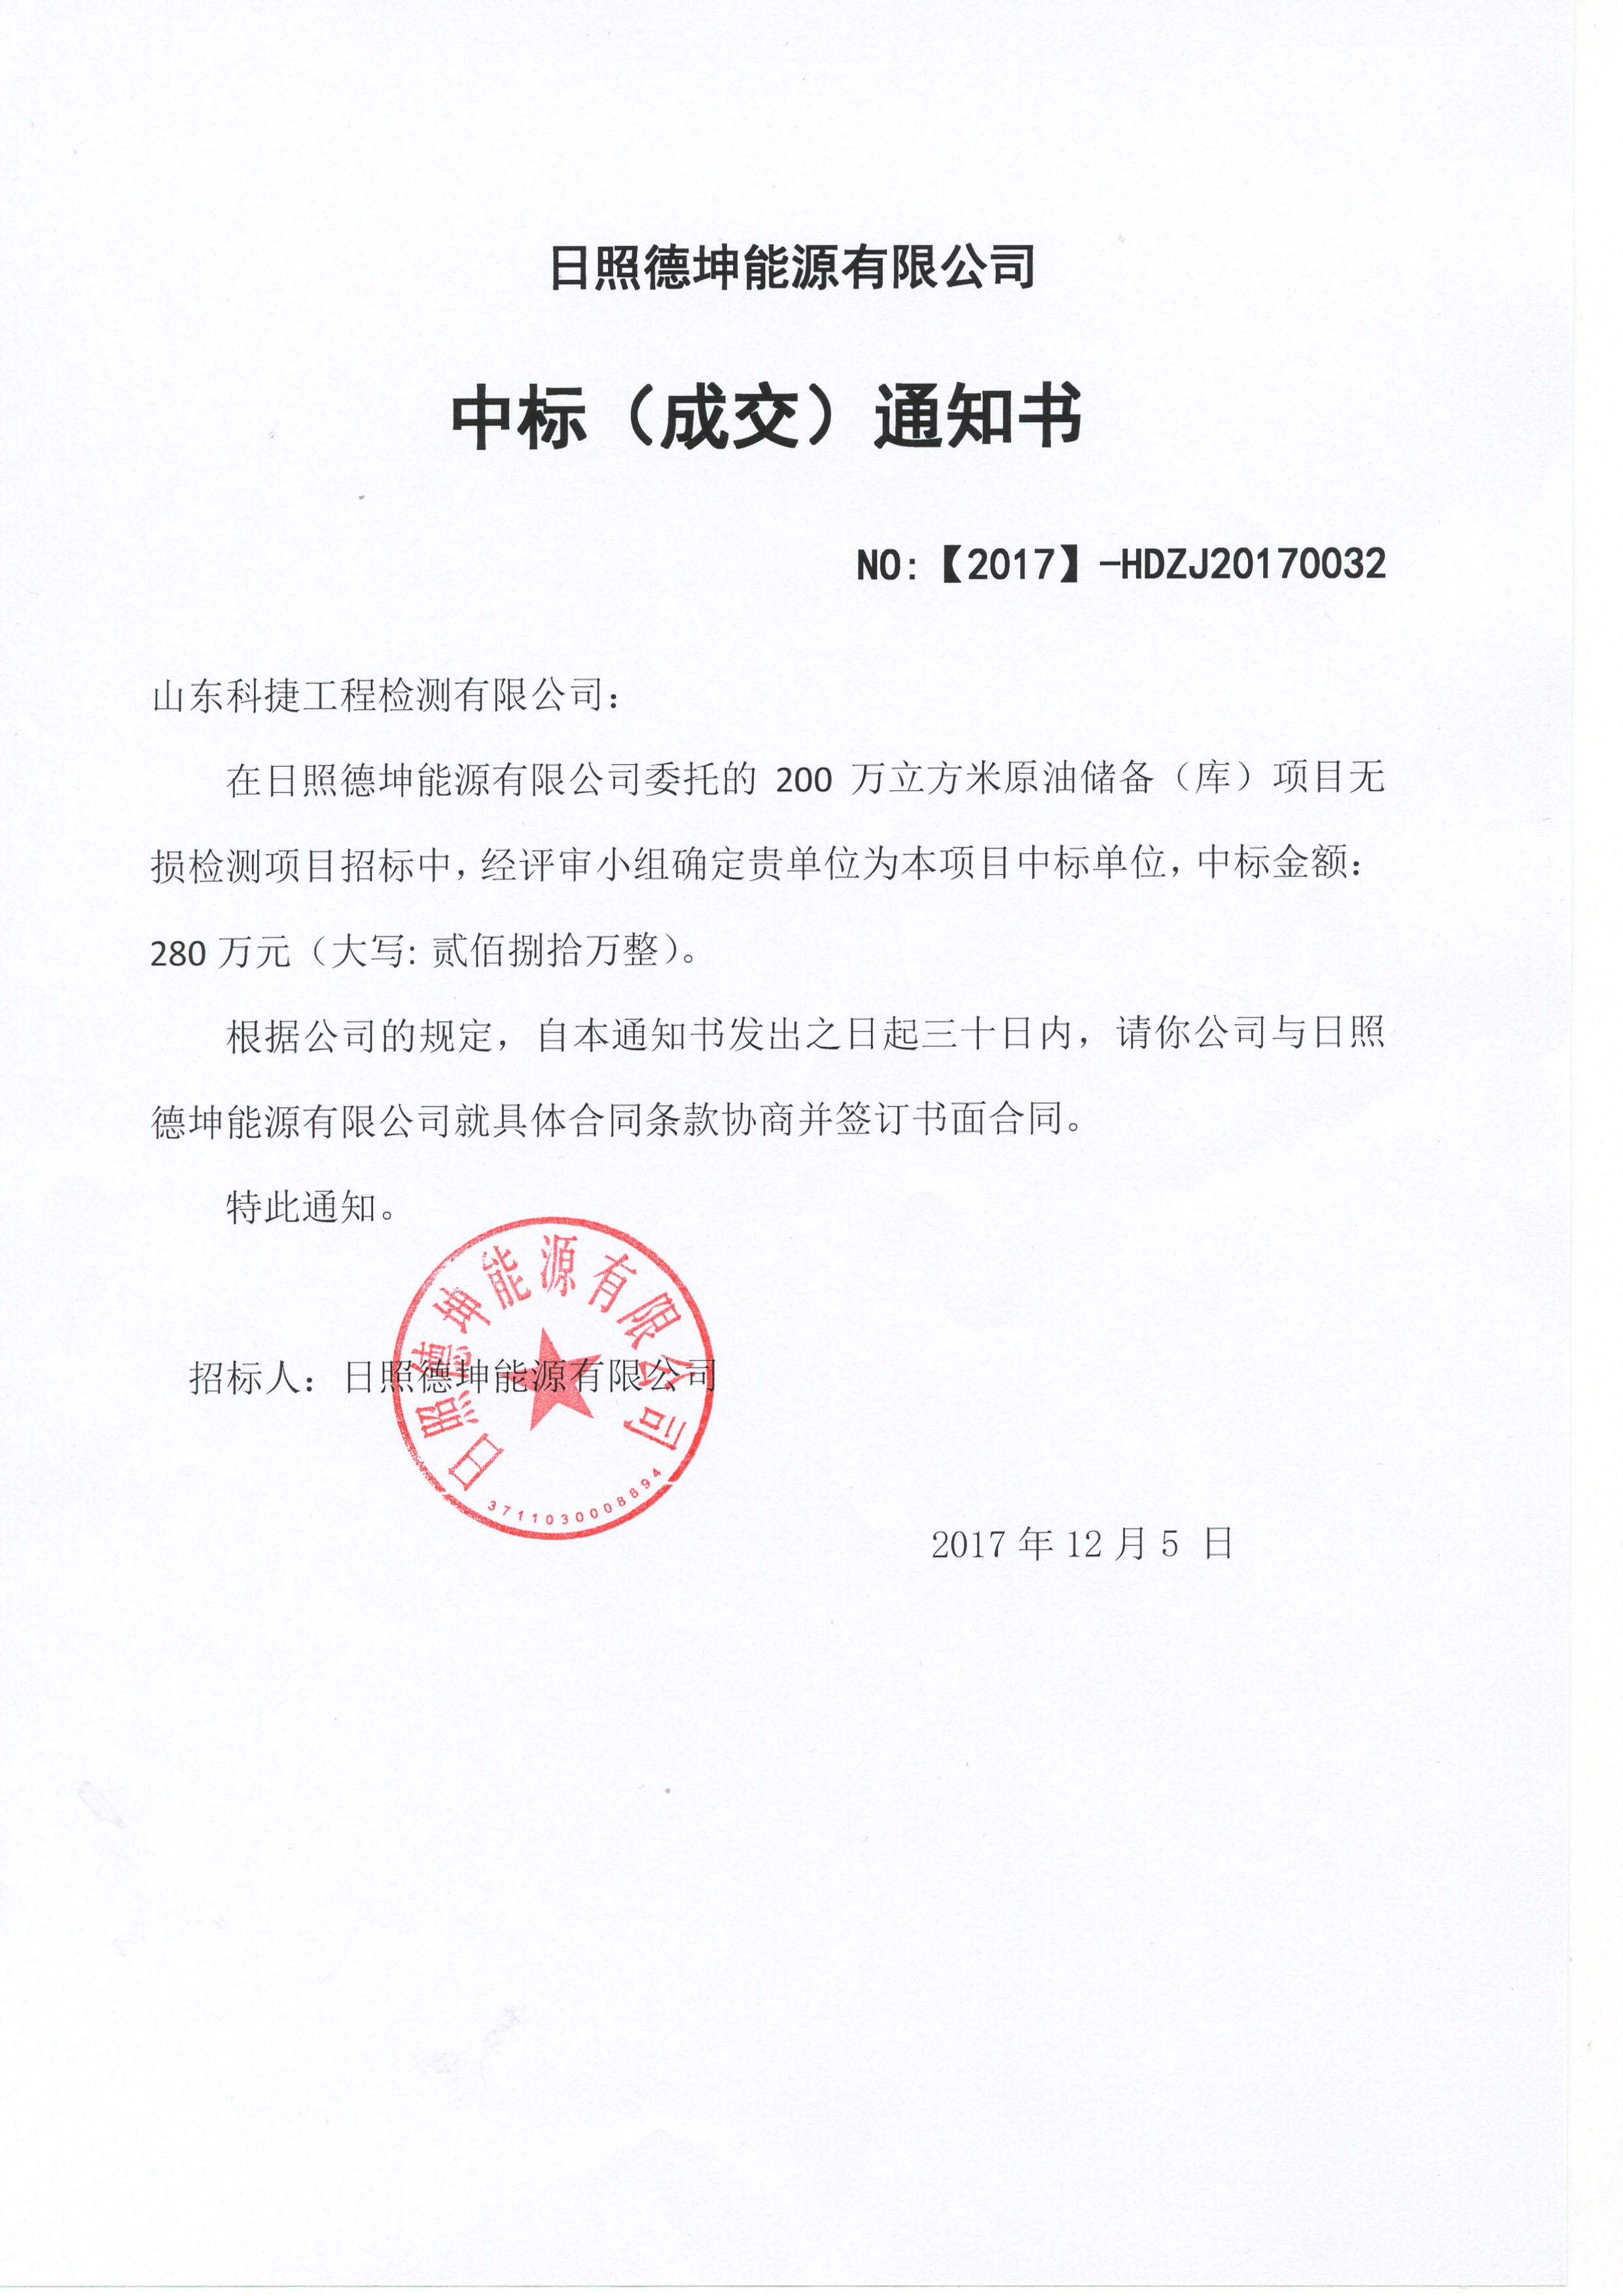 日照德坤能源有限公司
中标（成交）通知书
NO:【2017】-HDZJ20170032
山东科捷工程检测有限公司：
在日照德坤能源有限公司委托的 200 万立方米原油储备（库）项目无
损检测项目招标中，经评审小组确定贵单位为本项目中标单位，中标金额：
280 万元（大写: 贰佰捌拾万整）。
根据公司的规定，自本通知书发出之日起三十日内，请你公司与日照
德坤能源有限公司就具体合同条款协商并签订书面合同。
特此通知。
日照德坤能源有限公司
招标人：日照德坤能源有限公司
3711030008894
2017 年 12 月 5 日